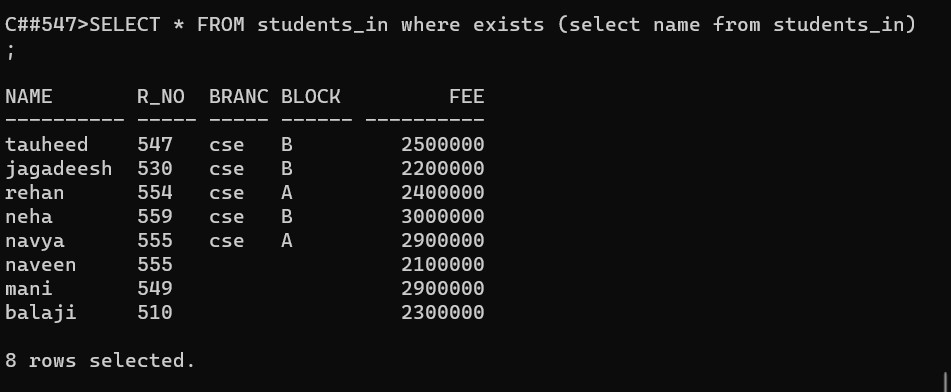 C##547>SELECT * FROM students_in where exists (select name from students_in)
;
NAME       R_NO  BRANC BLOCK         FEE
---------- ----- ----- ------ ----------
tauheed    547   cse   B         2500000
jagadeesh  530   cse   B         2200000
rehan      554   cse   A         2400000
neha       559   cse   B         3000000
navya      555   cse   A         2900000
naveen     555                   2100000
mani       549                   2900000
balaji     510                   2300000
8 rows selected.